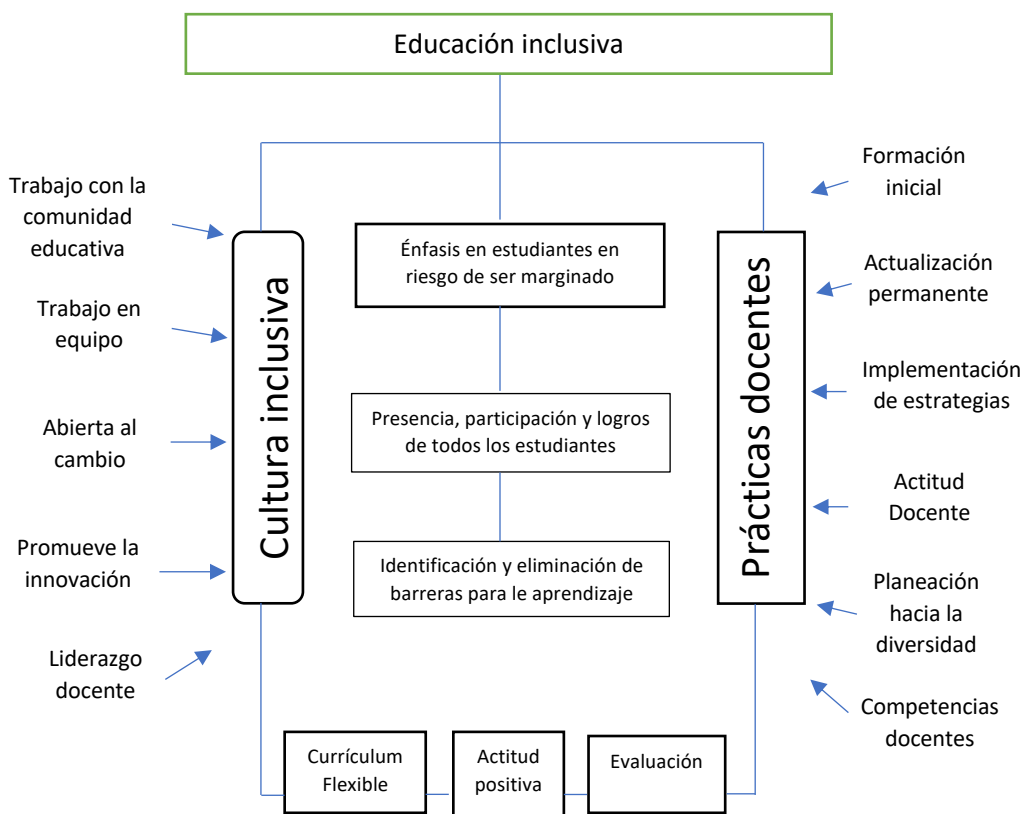 Educación inclusiva
Trabajo con la
comunidad
educativa
Trabajo en
equipo
Abierta al
cambio
Promueve la
innovación
Liderazgo
docente
Cultura inclusiva
Énfasis en estudiantes en
riesgo de ser marginado
Presencia, participación y logros
de todos los estudiantes
Identificación y eliminación de
barreras para le aprendizaje
Prácticas docentes
Formación
inicial
Actualización
permanente
Implementación
de estrategias
Actitud
Docente
Planeación
hacia la
diversidad
Competencias
docentes
Currículum
Flexible
Actitud
positiva
Evaluación